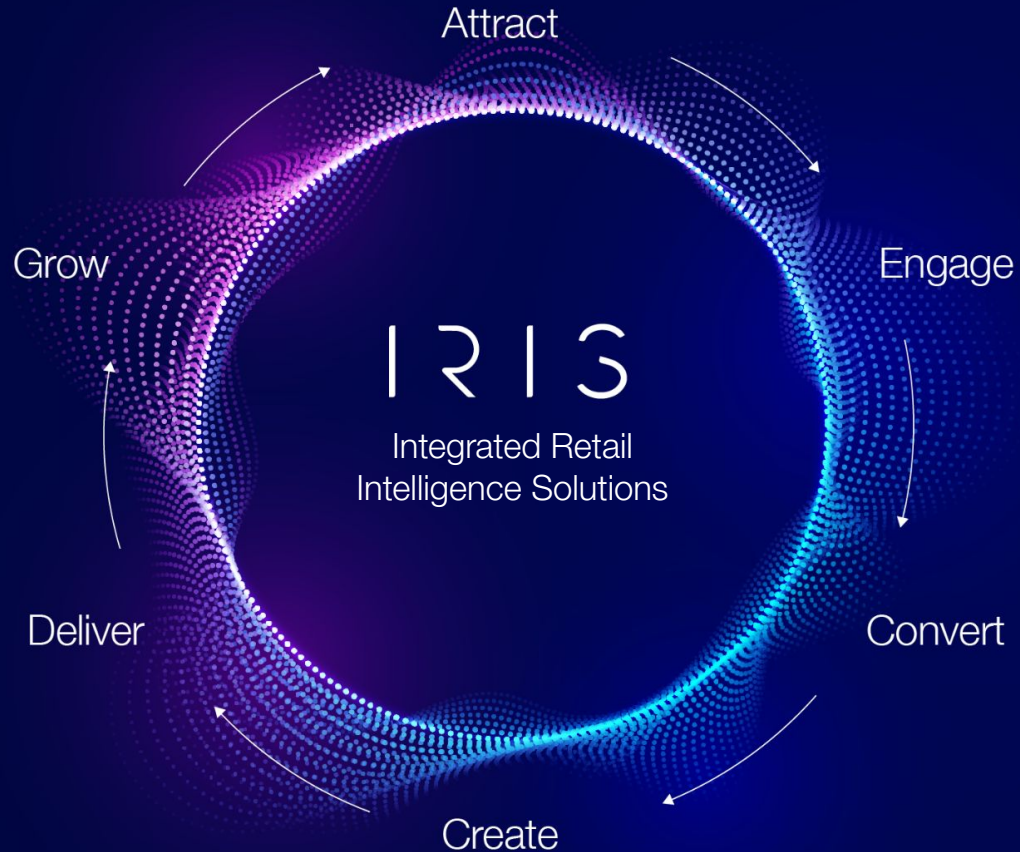 Attract
Grow
Engage
IRIS
Integrated Retail
Intelligence Solutions
Deliver
Convert
Create